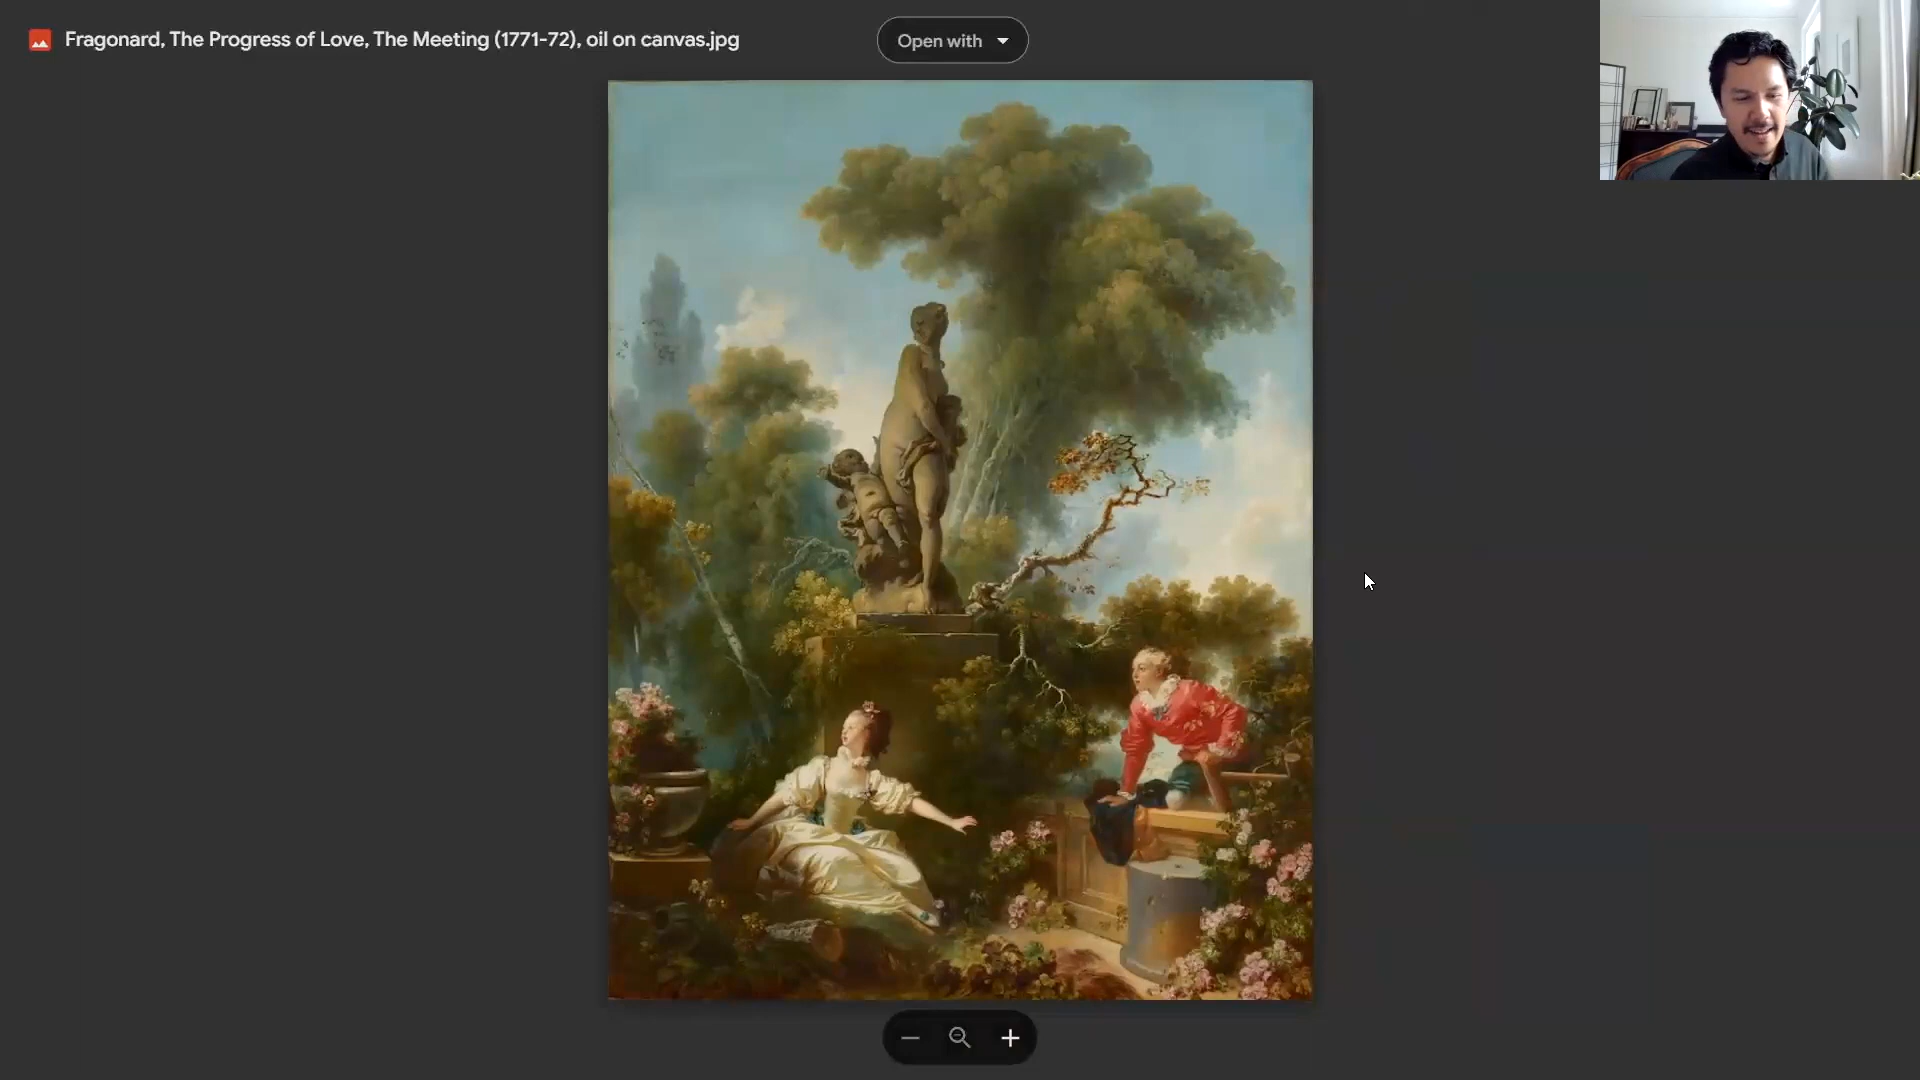 Fragonard, The Progress of Love, The Meeting (1771-72), oil on canvas.jpg
Open with